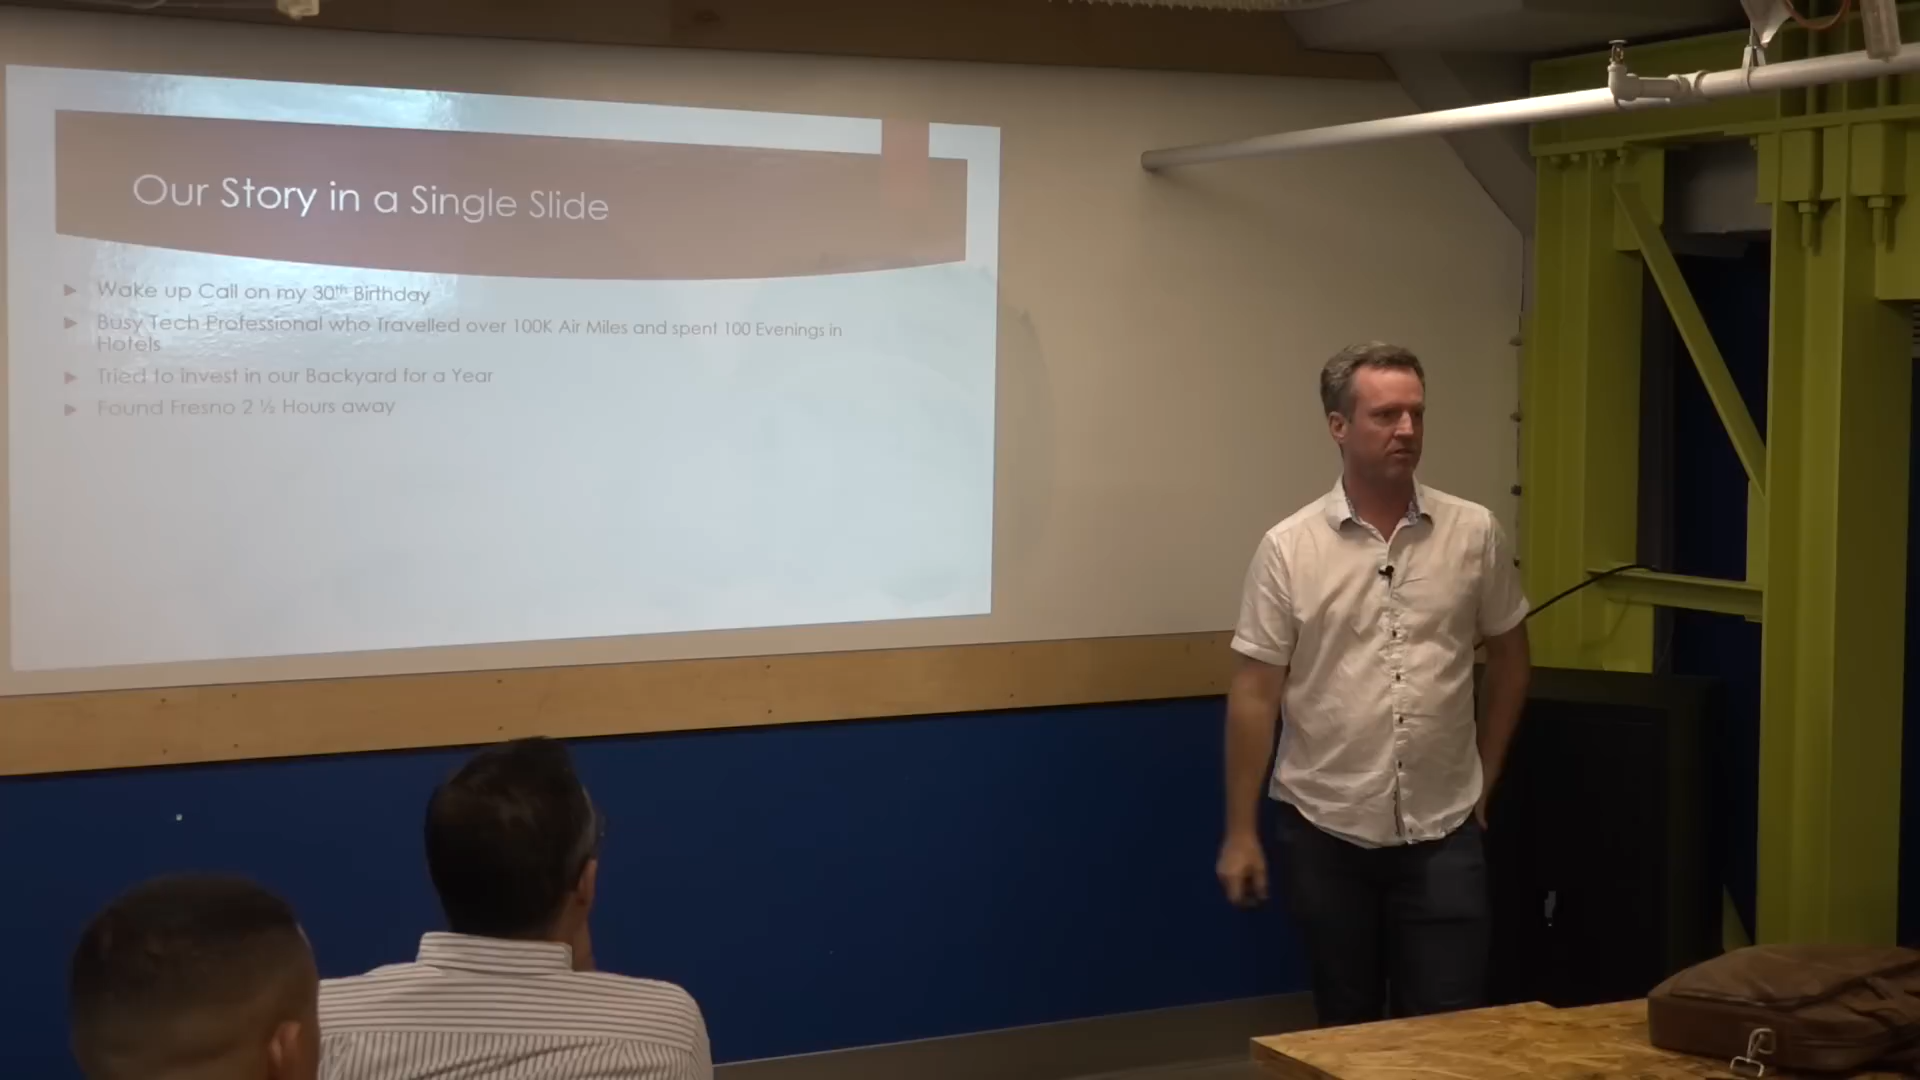 Our Story in a Single Slide
Wake up Call on my 30th Birthday
Busy Tech Professional who Travelled over 100K Air Miles and spent 100 Evenings in
Hotels
Tried to invest in our Backyard for a Year
Found Fresno 2 ½ Hours away